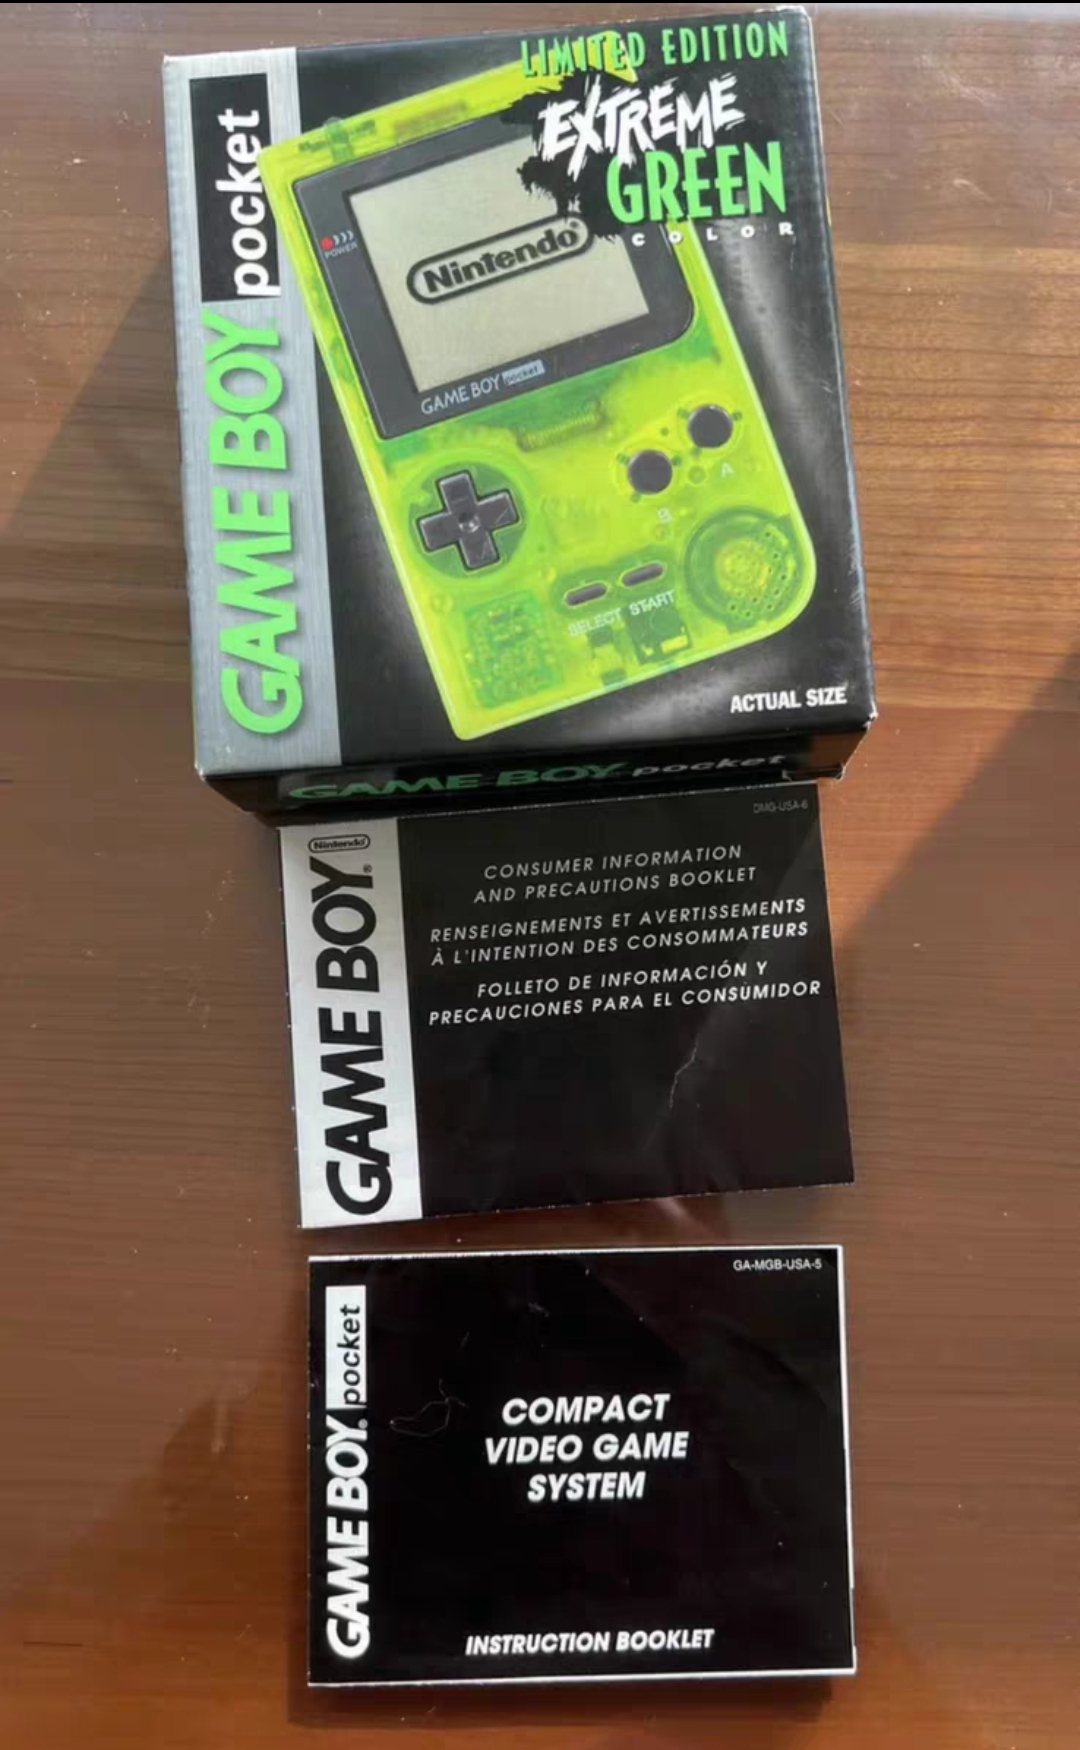 LIMITED EDITION
EXTREME
GREEN
COLOR
GAME BOY pocket
POWER
Nintendo®
GAME BOY pocket
A
B
SELECT START
ACTUAL SIZE
GAME BOY pocket
DMG-USA-6
Nintendo
GAME BOY®
CONSUMER INFORMATION
AND PRECAUTIONS BOOKLET
RENSEIGNEMENTS ET AVERTISSEMENTS
À L'INTENTION DES CONSOMMATEURS
FOLLETO DE INFORMACIÓN Y
PRECAUCIONES PARA EL CONSUMIDOR
GA-MGB-USA-5
GAME BOY® pocket
COMPACT
VIDEO GAME
SYSTEM
INSTRUCTION BOOKLET